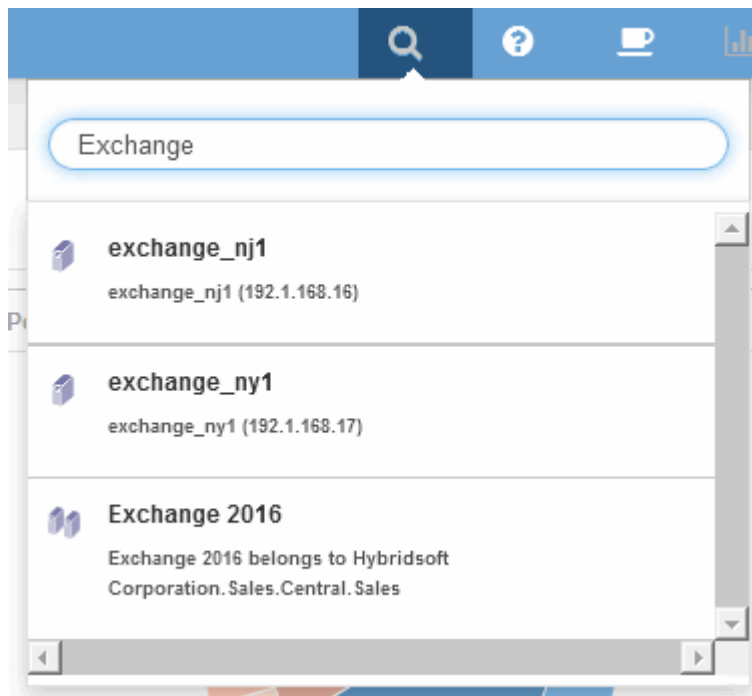 Exchange
exchange_nj1
exchange_nj1 (192.1.168.16)
exchange_ny1
exchange_ny1 (192.1.168.17)
Exchange 2016
Exchange 2016 belongs to Hybridsoft
Corporation.Sales.Central.Sales